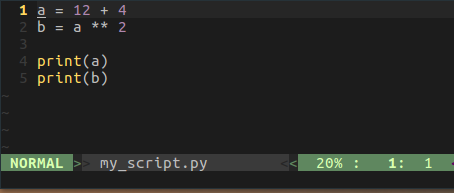 1 a = 12 + 4
2 b = a ** 2
3
4 print(a)
5 print(b)
~
~
~
~
NORMAL >> my_script.py << 20% : 1: 1 <